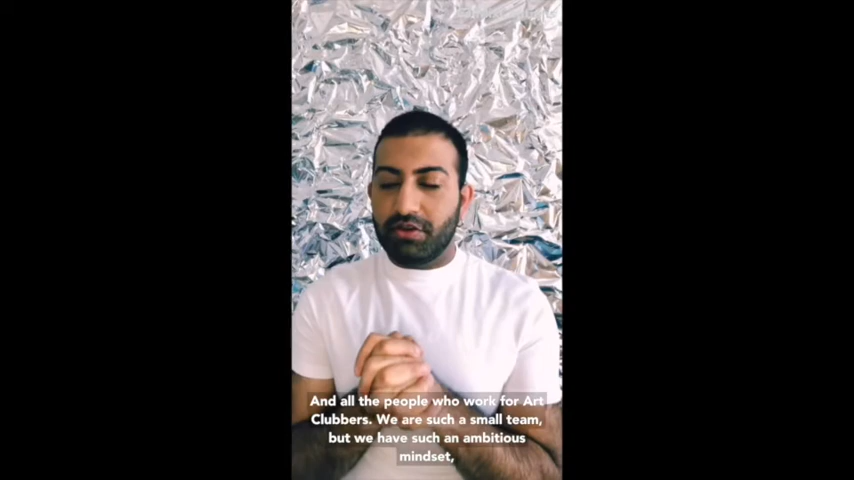 And all the people who work for Art
Clubbers. We are such a small team,
but we have such an ambitious
mindset,